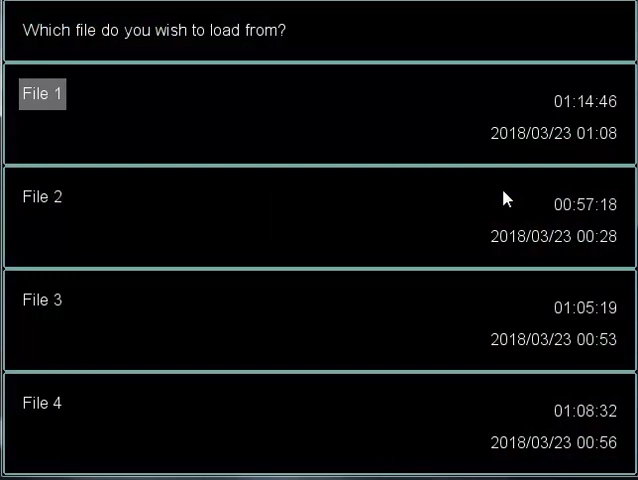 Which file do you wish to load from?
File 1
01:14:46
2018/03/23 01:08
File 2
00:57:18
2018/03/23 00:28
File 3
01:05:19
2018/03/23 00:53
File 4
01:08:32
2018/03/23 00:56